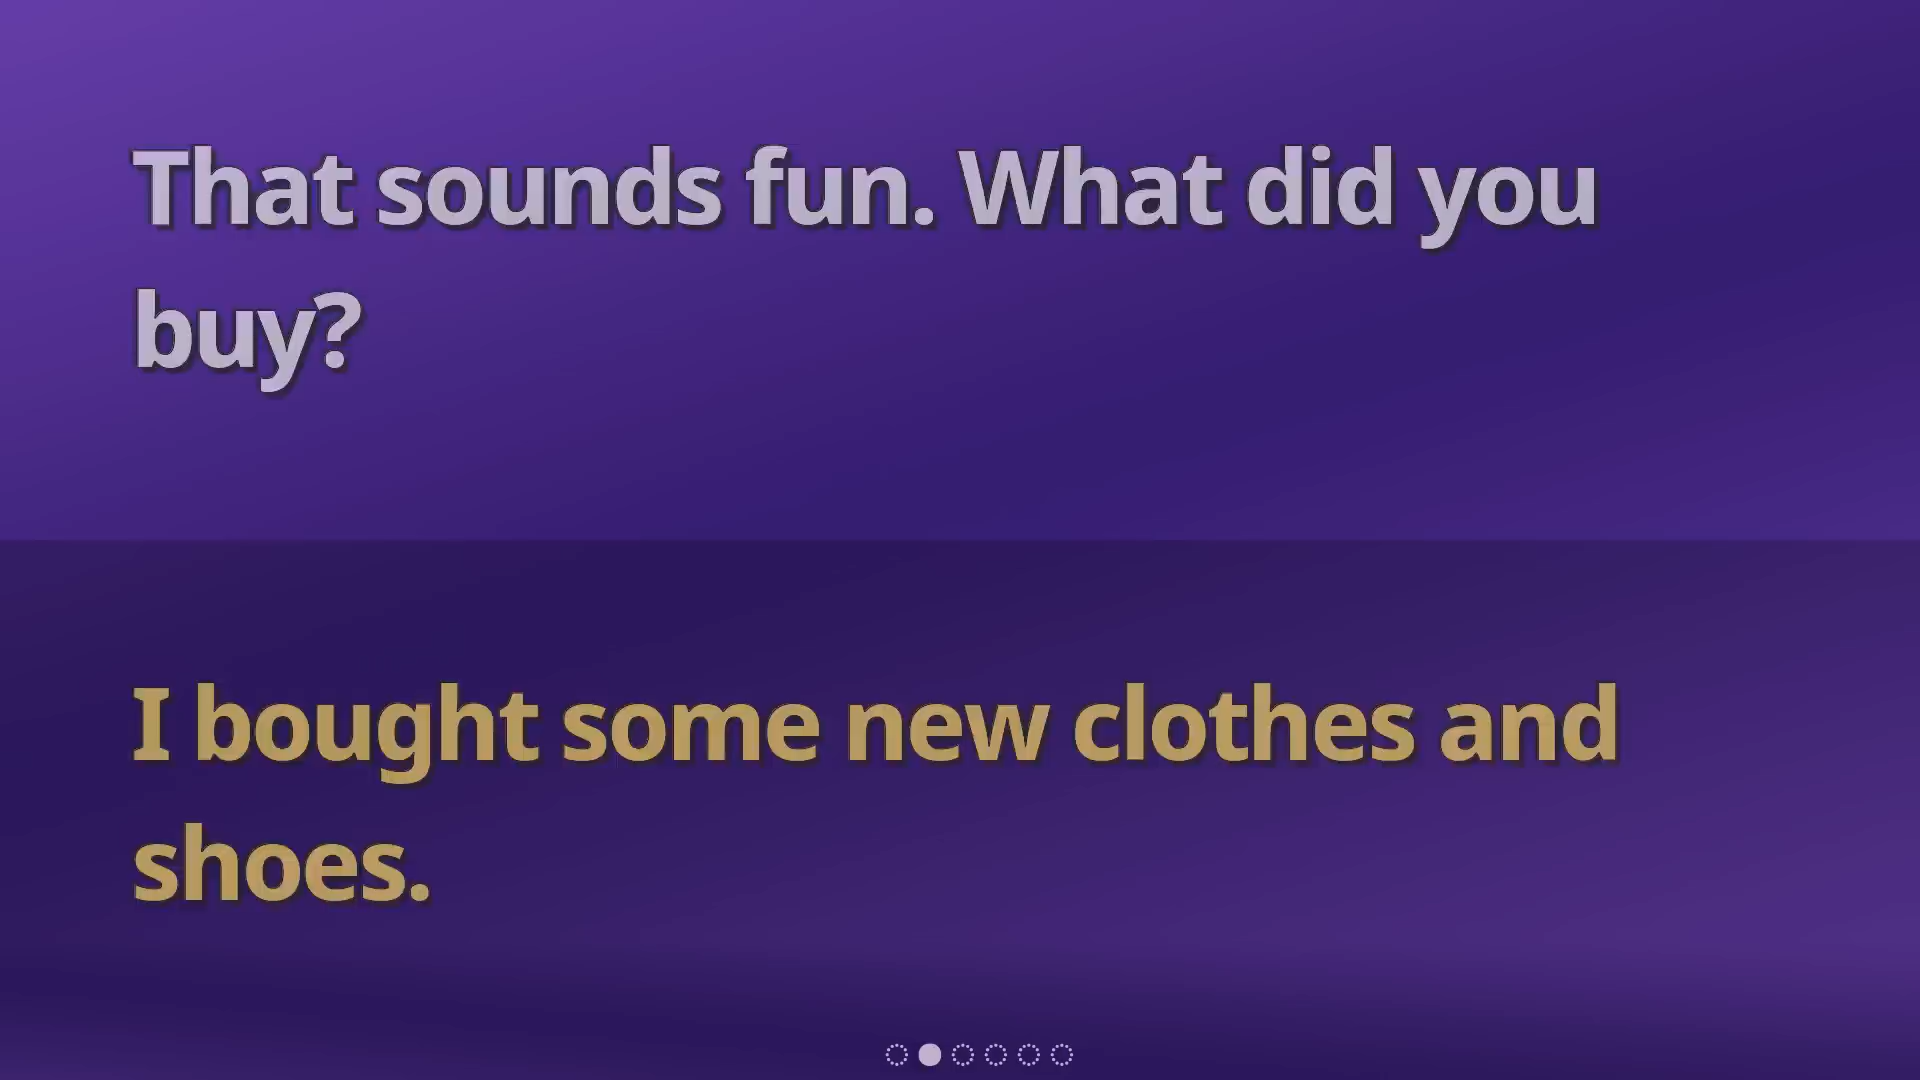 That sounds fun. What did you
buy?
I bought some new clothes and
shoes.